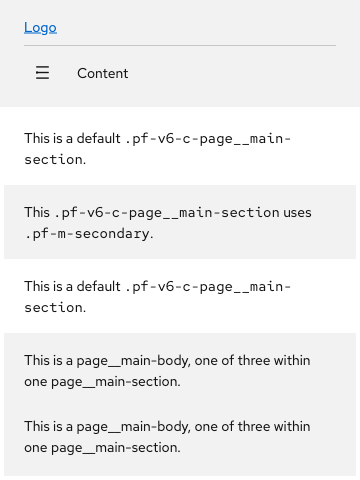 Logo
Content
This is a default .pf-v6-c-page__main-
section.
This .pf-v6-c-page__main-section uses
.pf-m-secondary.
This is a default .pf-v6-c-page__main-
section.
This is a page__main-body, one of three within
one page__main-section.
This is a page__main-body, one of three within
one page__main-section.